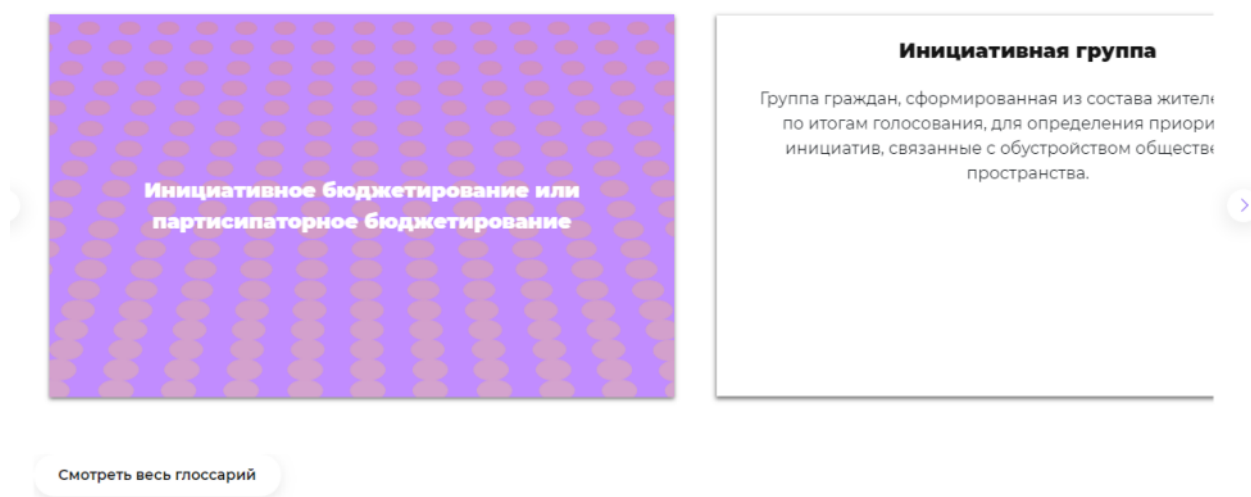 Инициативное бюджетирование или
партисипаторное бюджетирование
Инициативная группа
Группа граждан, сформированная из состава
по итогам голосования, для определения
инициатив, связанные с обустройством
пространства.
Смотреть весь глоссарий